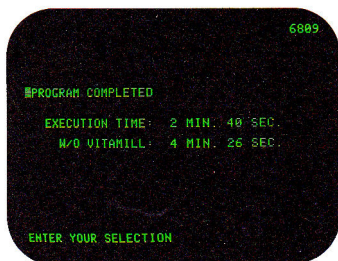 6809
PROGRAM COMPLETED
EXECUTION TIME: 2 MIN. 40 SEC.
W/O VITAMILL: 4 MIN. 26 SEC.
ENTER YOUR SELECTION